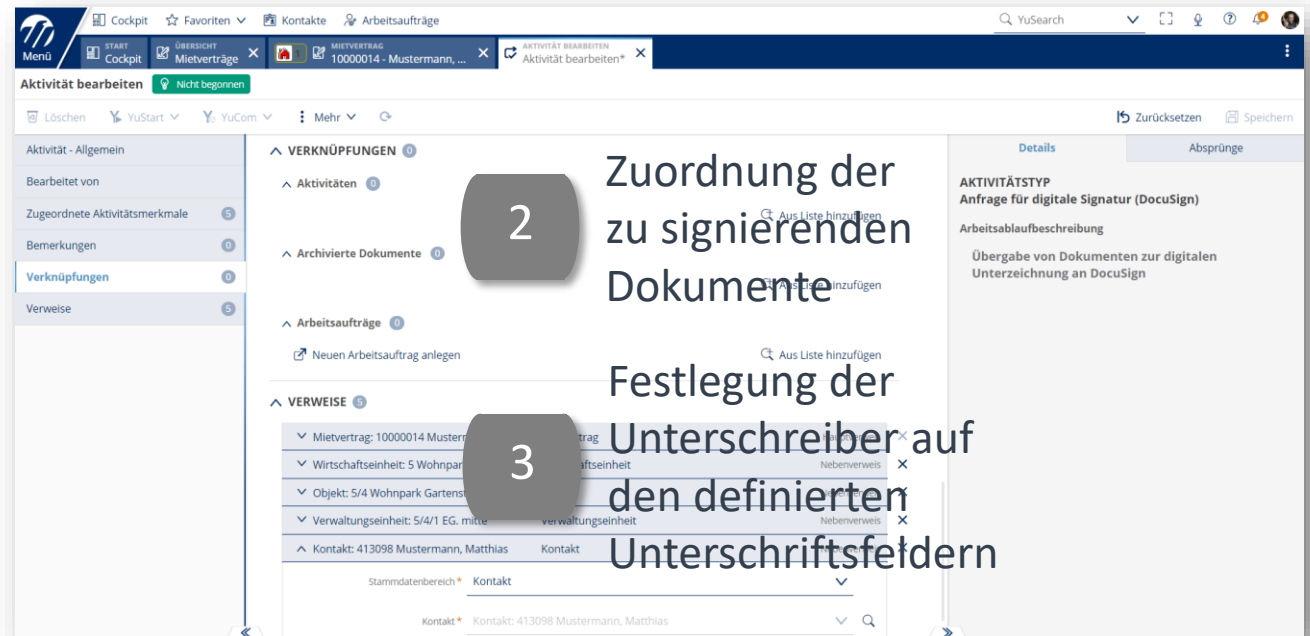 Cockpit Favoriten Kontakte Arbeitsaufträge YuSearch ? 4
Menü START Cockpit ÜBERSICHT Mietverträge 1 MIETVERTRAG 10000014 - Mustermann, ... AKTIVITÄT BEARBEITEN Aktivität bearbeiten*
Aktivität bearbeiten Nicht begonnen
Löschen YuStart YuCom Mehr Zurücksetzen Speichern
Aktivität - Allgemein
Bearbeitet von
Zugeordnete Aktivitätsmerkmale 5
Bemerkungen 0
Verknüpfungen 0
Verweise 5
VERKNÜPFUNGEN 0
Aktivitäten 0
Aus Liste hinzufügen
Archivierte Dokumente 0
Aus Liste hinzufügen
Arbeitsaufträge 0
Neuen Arbeitsauftrag anlegen Aus Liste hinzufügen
2
Zuordnung der
zu signierenden
Dokumente
VERWEISE 5
Mietvertrag: 10000014
Wirtschaftseinheit: 5 Nebenverweis
Objekt: 5/4 Wohnpark
Verwaltungseinheit: 5/4/1 EG. mitte Verwaltungseinheit Nebenverweis
Kontakt: 413098 Mustermann, Matthias Kontakt
Stammdatenbereich* Kontakt
Kontakt* Kontakt: 413098 Mustermann, Matthias
3
Festlegung der
Unterschreiber auf
den definierten
Unterschriftsfeldern
Details Absprünge
AKTIVITÄTSTYP
Anfrage für digitale Signatur (DocuSign)
Arbeitsablaufbeschreibung
Übergabe von Dokumenten zur digitalen
Unterzeichnung an DocuSign